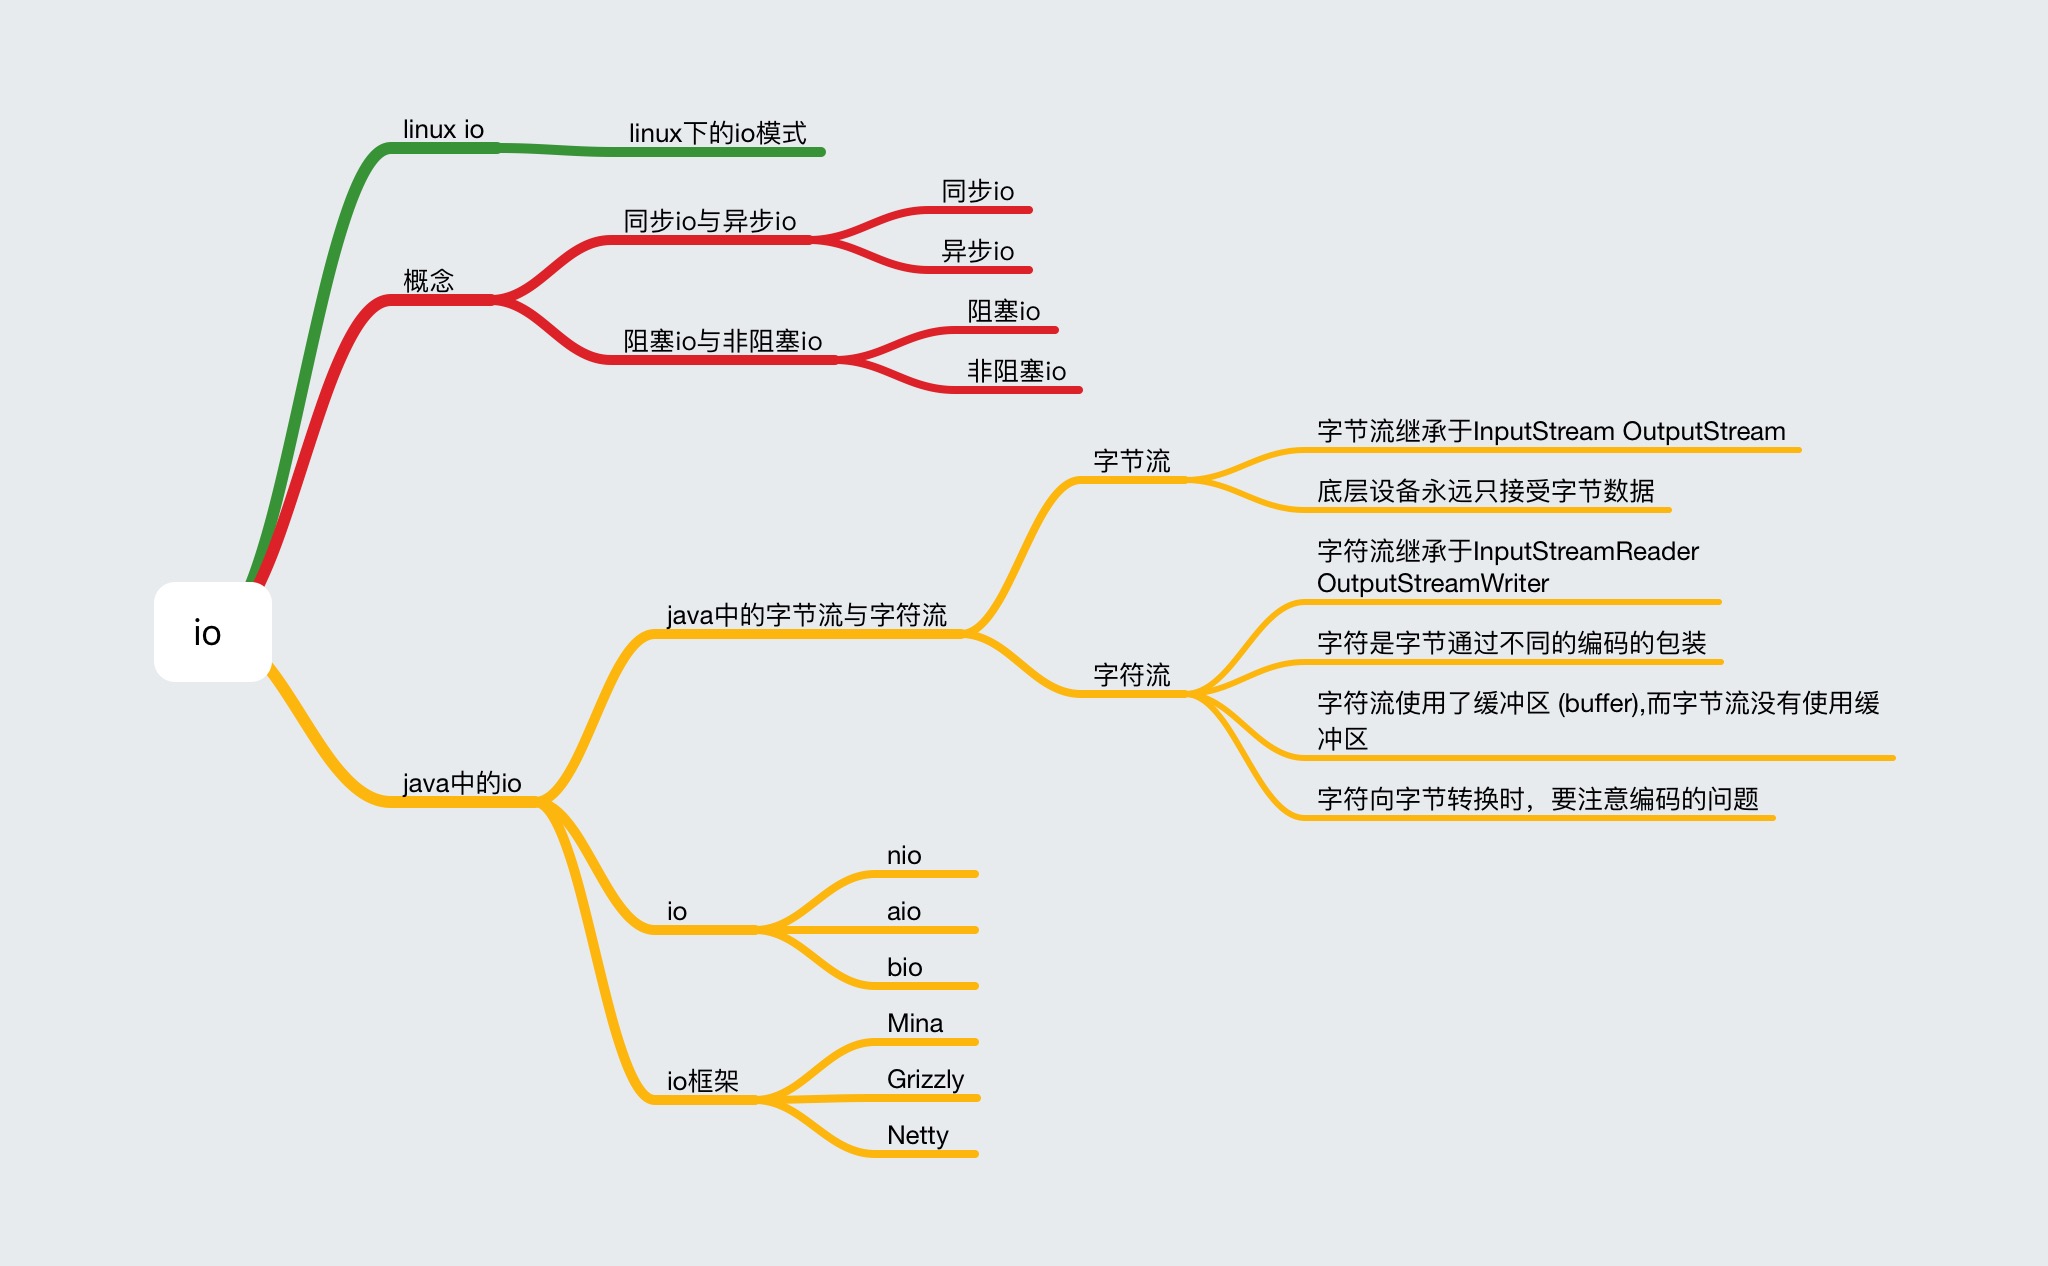 linux io
linux下的io模式
同步io
同步io与异步io
异步io
概念
阻塞io
阻塞io与非阻塞io
非阻塞io
字节流继承于InputStream OutputStream
字节流
底层设备永远只接受字节数据
字符流继承于InputStreamReader
OutputStreamWriter
java中的字节流与字符流
io
字符是字节通过不同的编码的包装
字符流
字符流使用了缓冲区 (buffer),而字节流没有使用缓
冲区
java中的io
字符向字节转换时，要注意编码的问题
nio
io
aio
bio
Mina
io框架
Grizzly
Netty